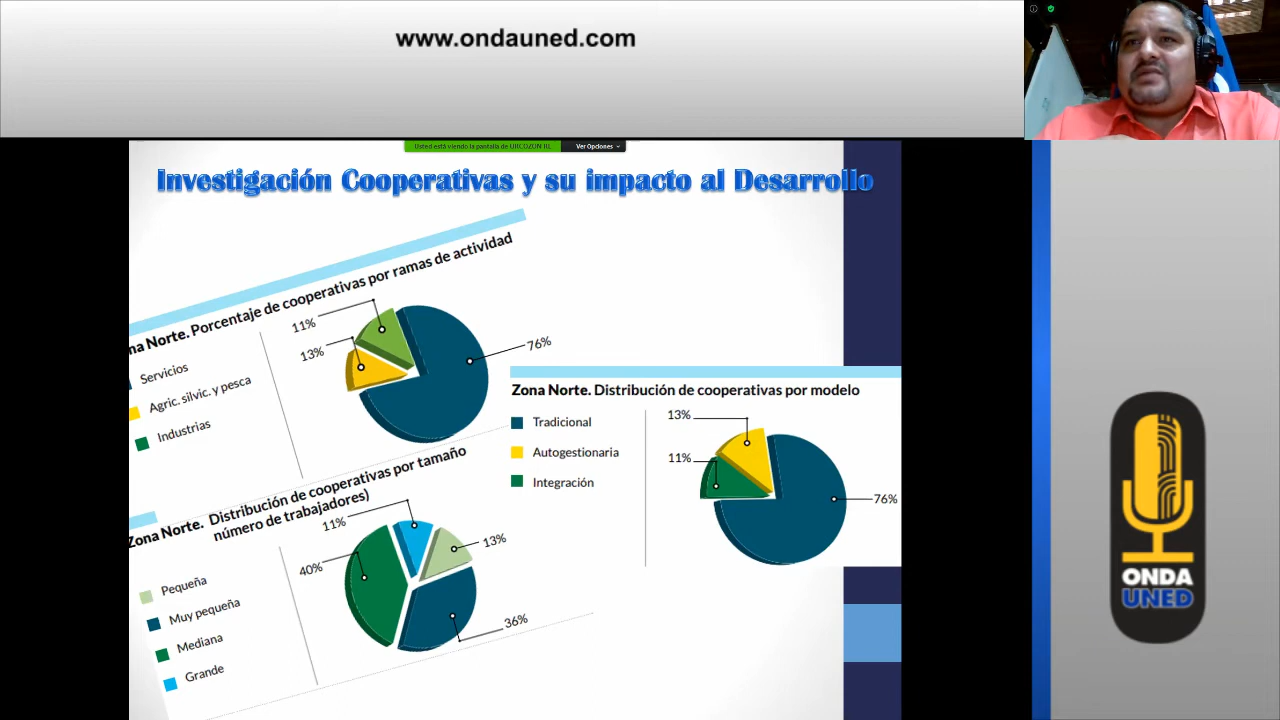 www.ondauned.com
Usted está viendo la pantalla de URCOZON RL
Ver Opciones
Investigación Cooperativas y su impacto al Desarrollo
na Norte. Porcentaje de cooperativas por ramas de actividad
Servicios
Agric. silvic. y pesca
Industrias
11%
13%
76%
Zona Norte. Distribución de cooperativas por modelo
Tradicional
Autogestionaria
Integración
13%
11%
76%
Zona Norte. Distribución de cooperativas por tamaño
número de trabajadores)
Pequeña
Muy pequeña
Mediana
Grande
11%
13%
40%
36%
ONDA
UNED